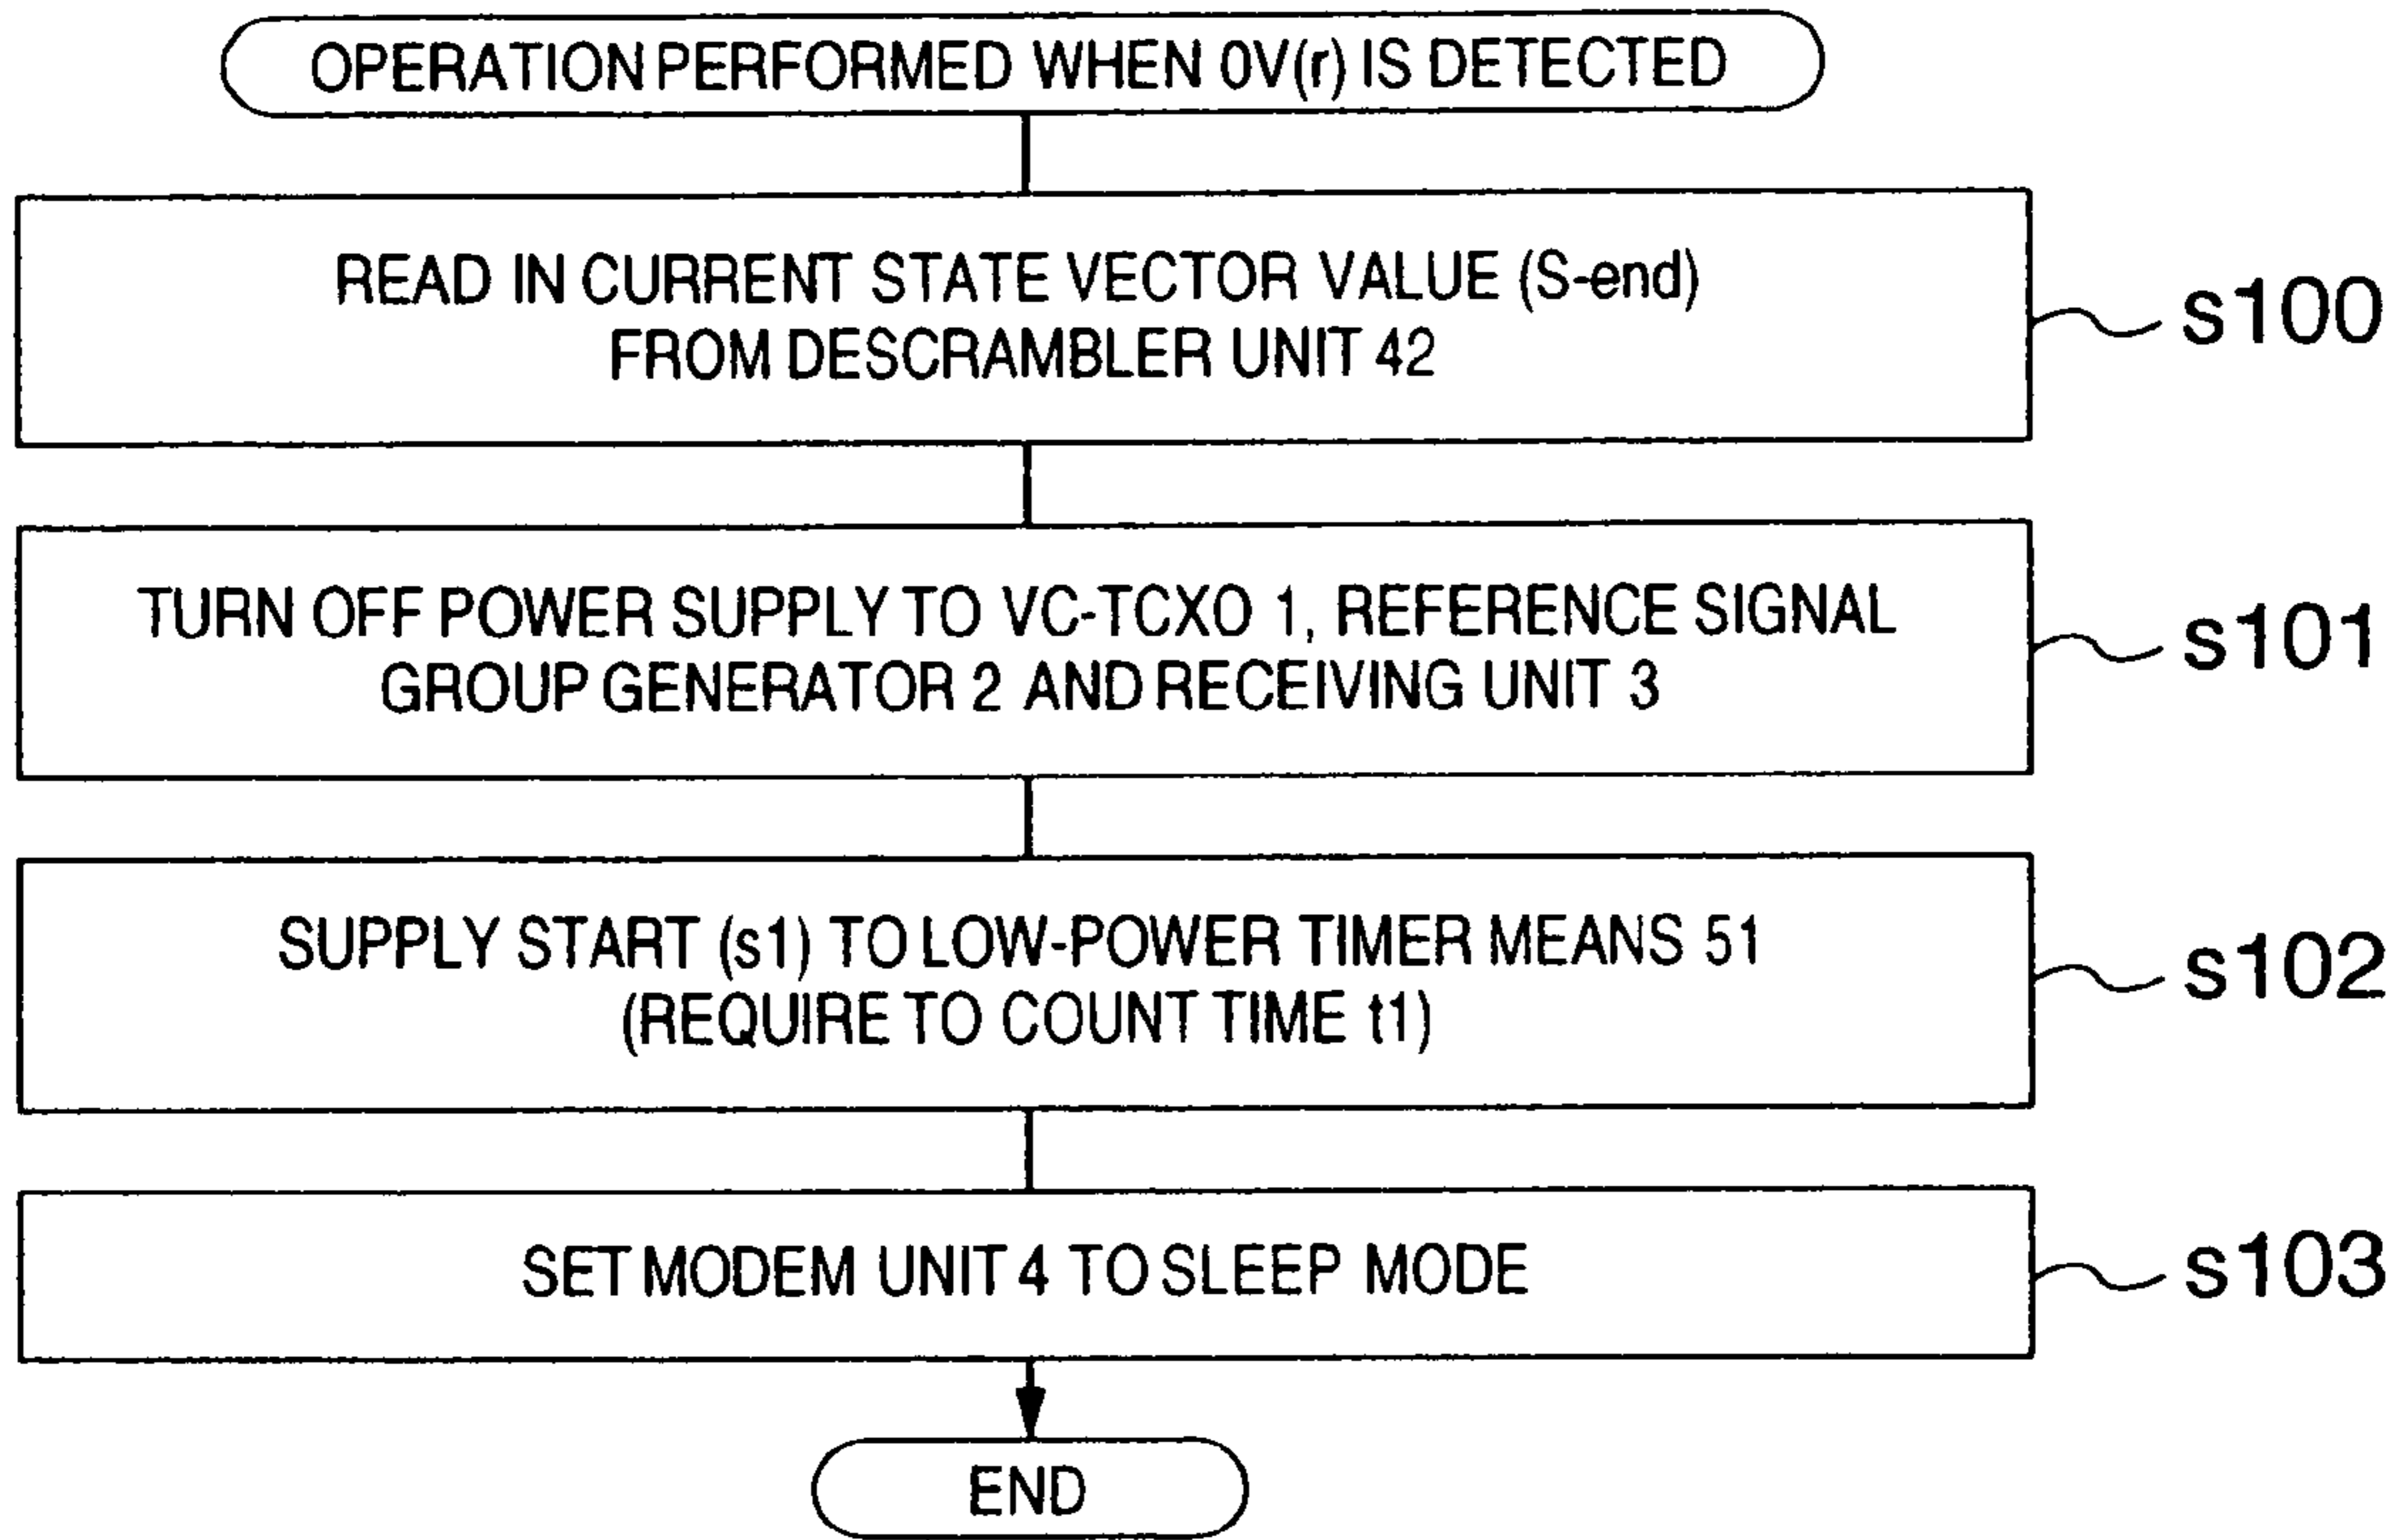 OPERATION PERFORMED WHEN 0V(r) IS DETECTED
READ IN CURRENT STATE VECTOR VALUE (S-end)
FROM DESCRAMBLER UNIT 42
s100
TURN OFF POWER SUPPLY TO VC-TCXO 1, REFERENCE SIGNAL
GROUP GENERATOR 2 AND RECEIVING UNIT 3
s101
SUPPLY START (s1) TO LOW-POWER TIMER MEANS 51
(REQUIRE TO COUNT TIME t1)
s102
SET MODEM UNIT 4 TO SLEEP MODE
s103
END